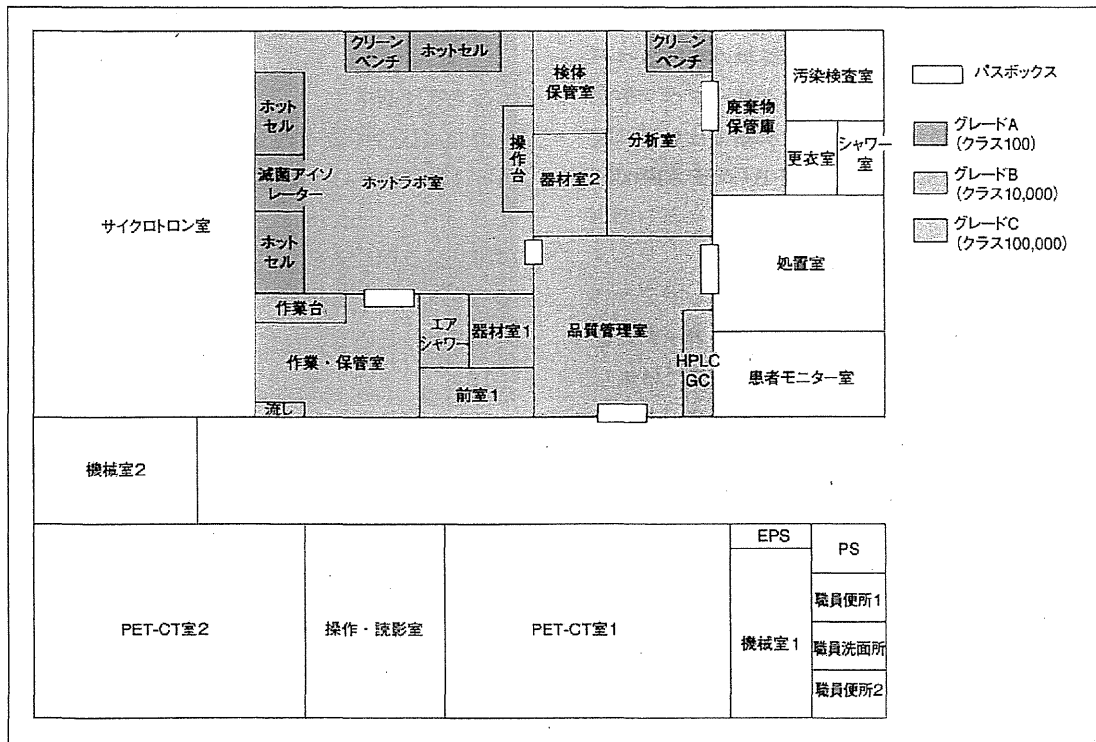 クリーン
ベンチ
ホットセル
クリーン
ベンチ
検体
保管室
汚染検査室
パスボックス
ホット
セル
操作台
分析室
廃棄物
保管庫
グレードA
(クラス100)
滅菌アイソ
レーター
ホットラボ室
器材室2
更衣室
シャワー
室
グレードB
(クラス10,000)
サイクロトロン室
ホット
セル
処置室
グレードC
(クラス100,000)
作業台
エア
シャワー
器材室1
品質管理室
作業・保管室
HPLC
GC
患者モニター室
前室1
流し
機械室2
EPS
PS
職員便所1
PET-CT室2
操作・読影室
PET-CT室1
機械室1
職員洗面所
職員便所2